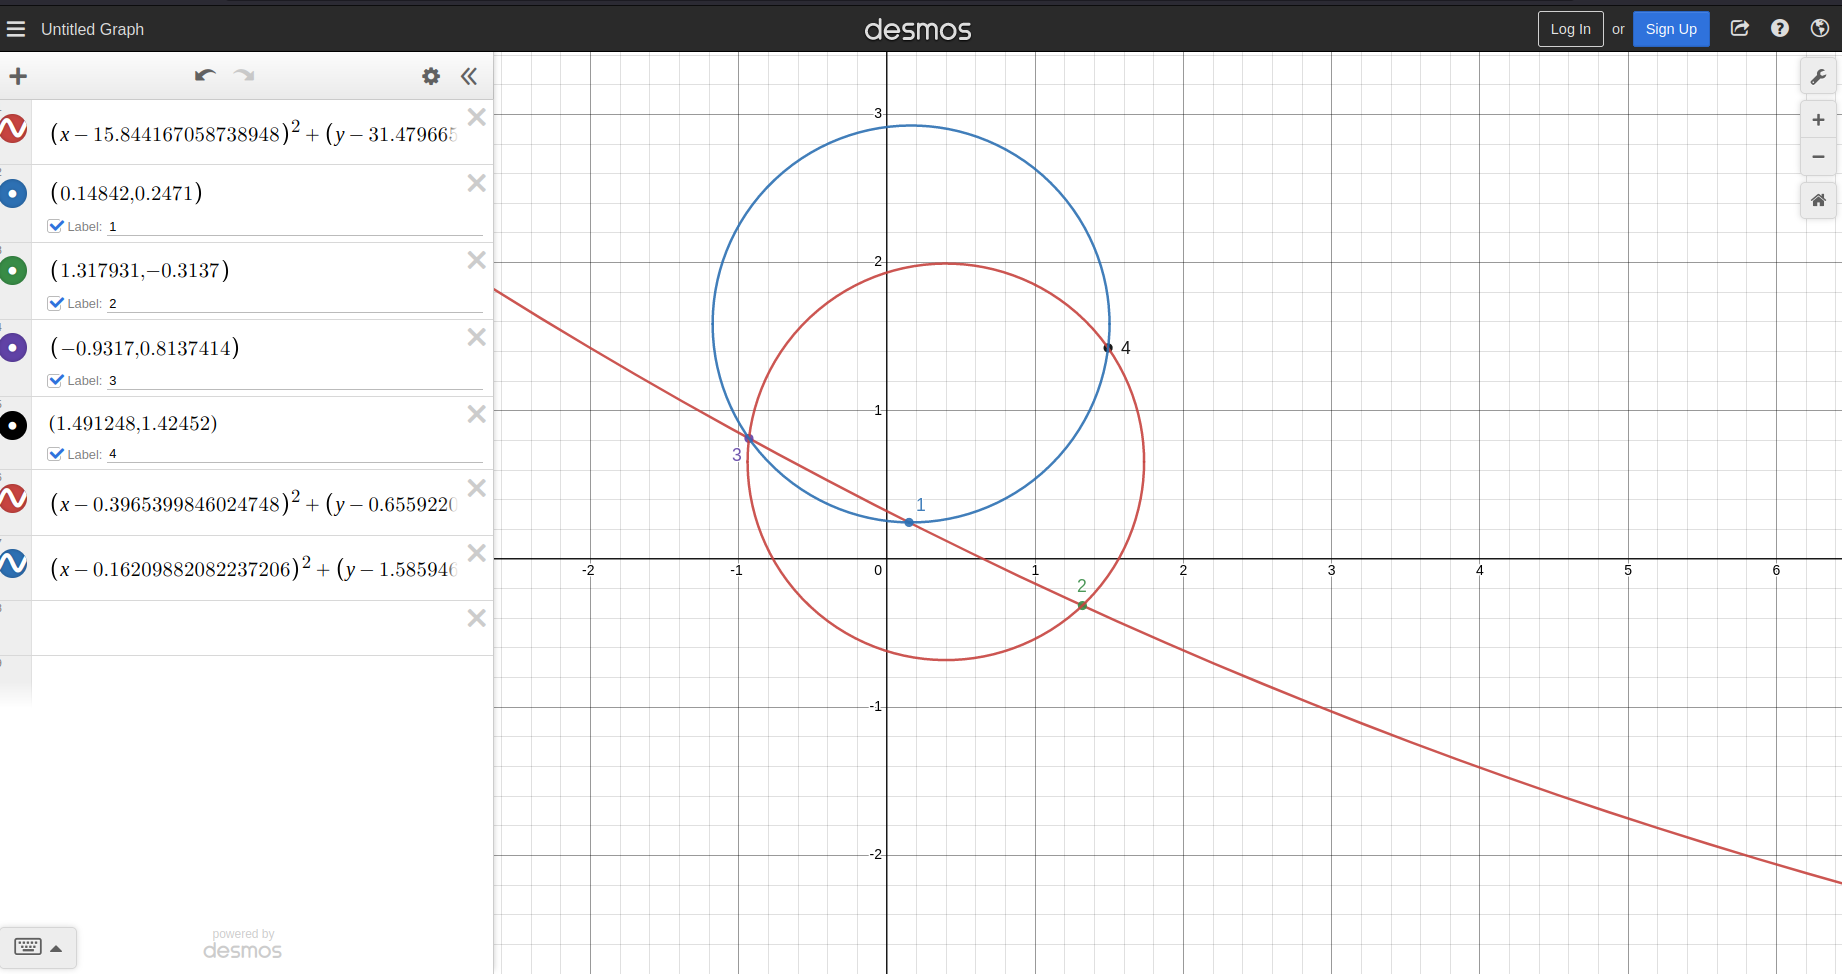 Untitled Graph
desmos
Log In or Sign Up
(x − 15.844167058738948)² + (y − 31.479665
(0.14842,0.2471)
Label: 1
(1.317931,−0.3137)
Label: 2
(−0.9317,0.8137414)
Label: 3
(1.491248,1.42452)
Label: 4
(x − 0.3965399846024748)² + (y − 0.6559220
(x − 0.16209882082237206)² + (y − 1.585946
powered by
desmos
3
2
1
4
3
1
-2 -1 0 1 2 3 4 5 6
2
-1
-2